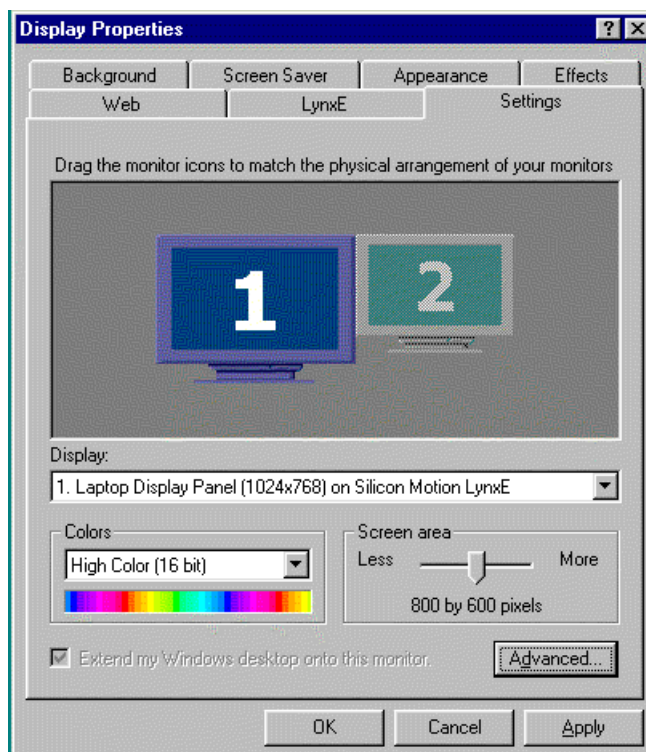 Display Properties
Background Screen Saver Appearance Effects
Web LynxE Settings
Drag the monitor icons to match the physical arrangement of your monitors
1 2
Display:
1. Laptop Display Panel (1024x768) on Silicon Motion LynxE
Colors Screen area
High Color (16 bit) Less More
800 by 600 pixels
Extend my Windows desktop onto this monitor. Advanced...
OK Cancel Apply